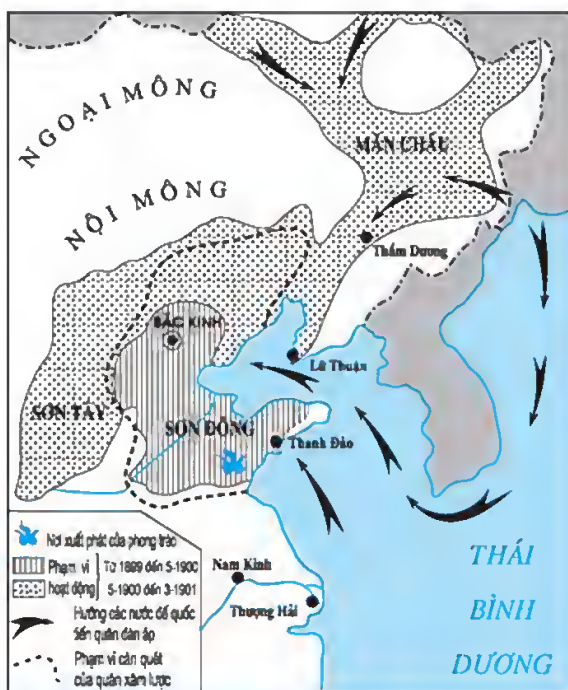 NGOẠI MÔNG
MÃN CHÂU
NỘI MÔNG
Thẩm Dương
BẮC KINH
Lữ Thuận
SƠN TÂY
SƠN ĐÔNG
Thanh Đảo
Nơi xuất phát của phong trào
Phạm vi
hoạt động
Từ 1899 đến 5-1900
5-1900 đến 3-1901
Hướng các nước đế quốc
tiến quân đàn áp
Phạm vi càn quét
của quân xâm lược
Nam Kinh
Thượng Hải
THÁI
BÌNH
DƯƠNG